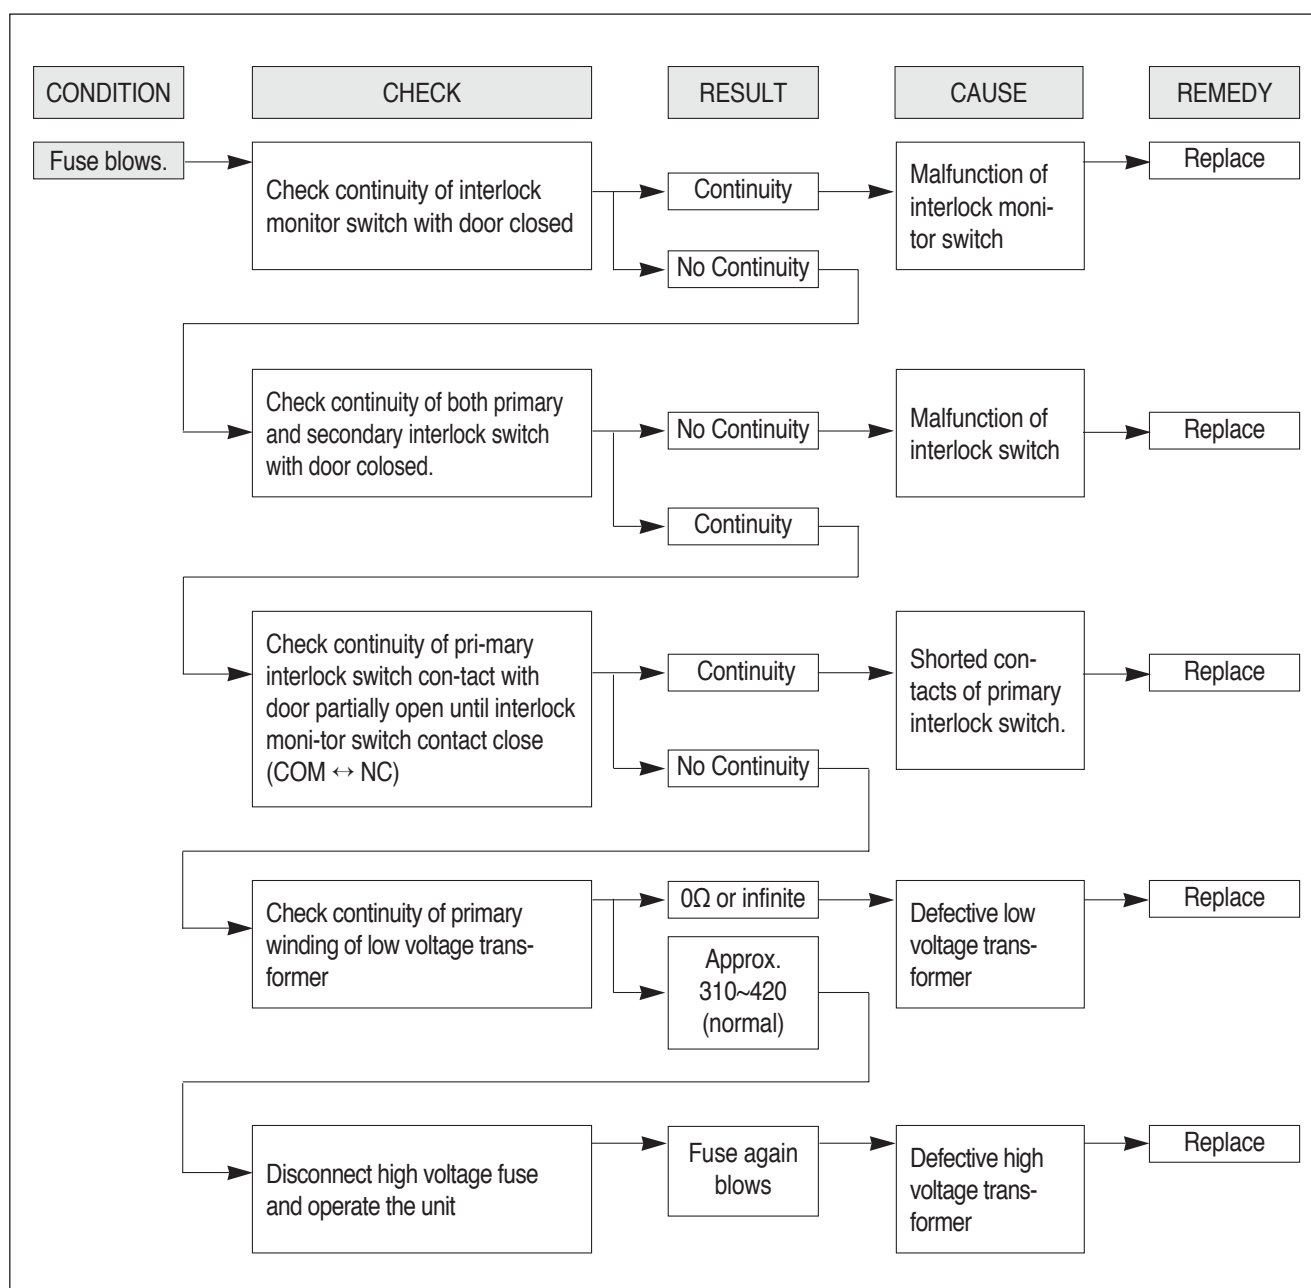 CONDITION CHECK RESULT CAUSE REMEDY
Fuse blows.
Check continuity of interlock
monitor switch with door closed
Continuity
Malfunction of
interlock moni-
tor switch
Replace
No Continuity
Check continuity of both primary
and secondary interlock switch
with door colosed.
No Continuity
Malfunction of
interlock switch
Replace
Continuity
Check continuity of pri-mary
interlock switch con-tact with
door partially open until interlock
moni-tor switch contact close
(COM ↔ NC)
Continuity
Shorted con-
tacts of primary
interlock switch.
Replace
No Continuity
Check continuity of primary
winding of low voltage trans-
former
0Ω or infinite
Defective low
voltage trans-
former
Replace
Approx.
310~420
(normal)
Disconnect high voltage fuse
and operate the unit
Fuse again
blows
Defective high
voltage trans-
former
Replace